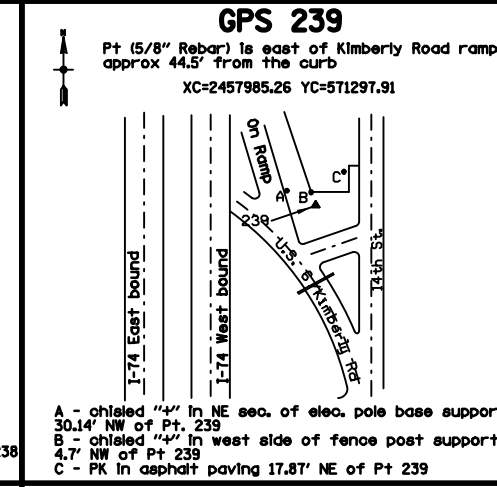 GPS 239
Pt (5/8" Rebar) is east of Kimberly Road ramp
approx 44.5' from the curb
XC=2457985.26 YC=571297.91
N
On Ramp
C
A
B
239
U.S. 6 Kimberly Rd
14th St.
I-74 East bound
I-74 West bound
A - chisled "+" in NE sec. of elec. pole base support
30.14' NW of Pt. 239
B - chisled "+" in west side of fence post support
4.7' NW of Pt 239
C - PK in asphalt paving 17.87' NE of Pt 239
238